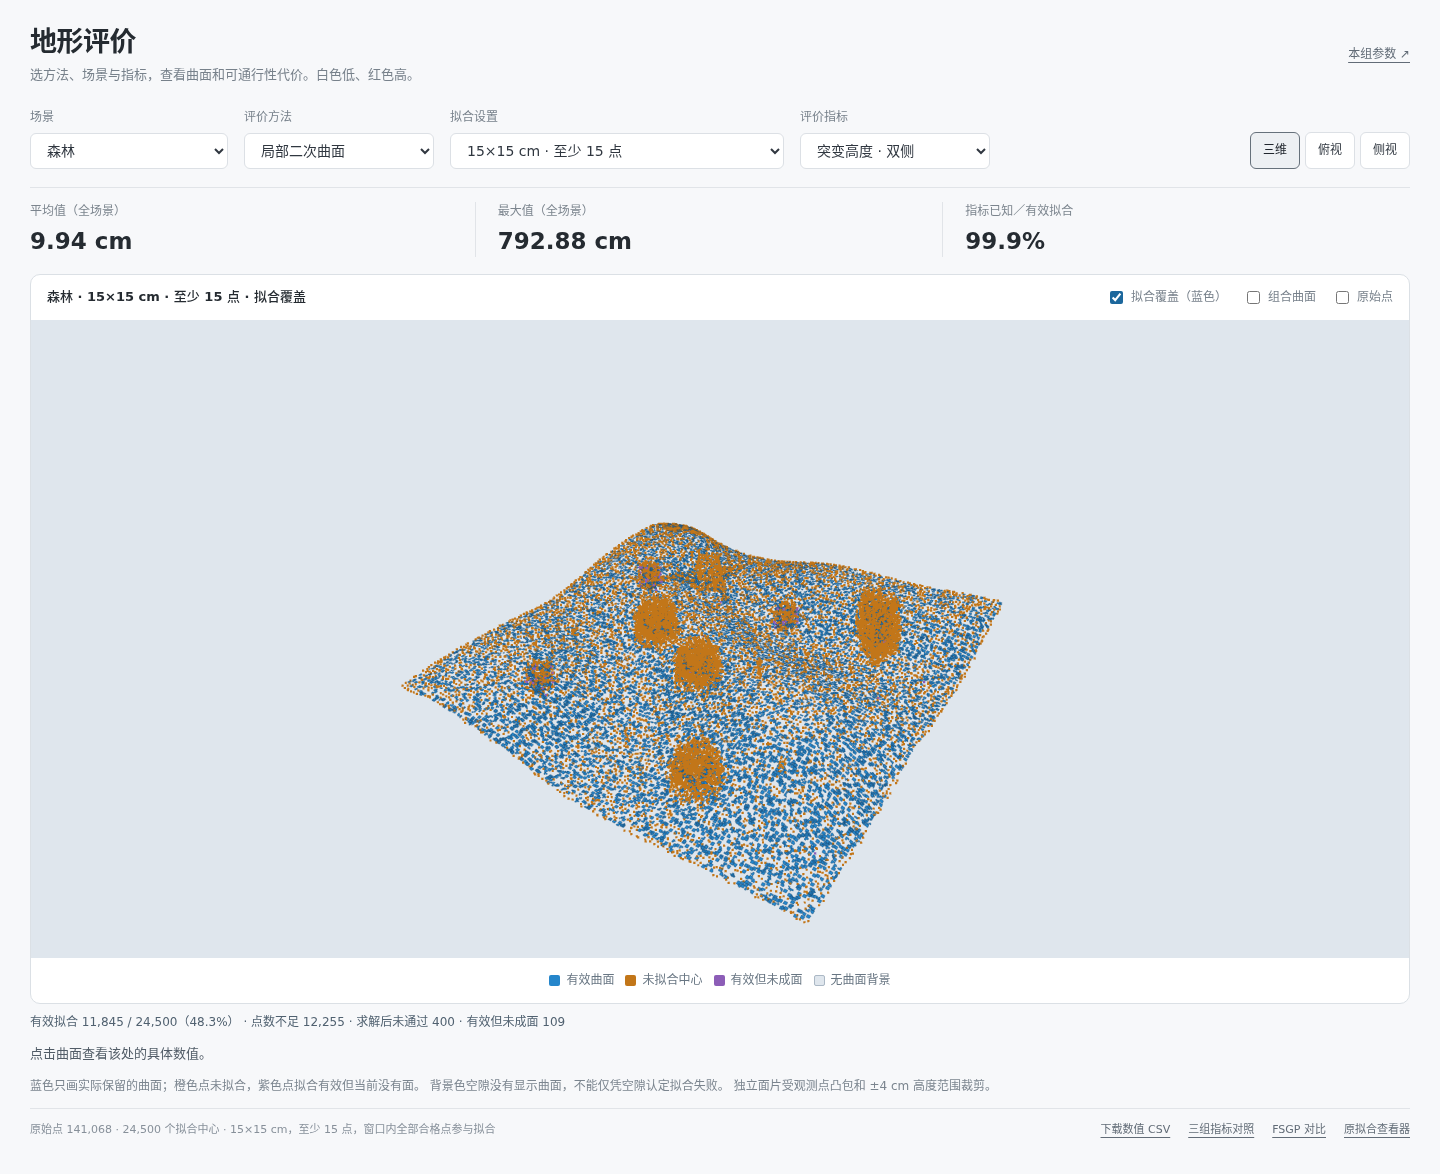 地形评价
选方法、场景与指标，查看曲面和可通行性代价。白色低、红色高。
本组参数 ↗
场景
评价方法
拟合设置
评价指标
森林
局部二次曲面
15×15 cm · 至少 15 点
突变高度 · 双侧
三维
俯视
侧视
平均值（全场景）
最大值（全场景）
指标已知／有效拟合
9.94 cm
792.88 cm
99.9%
森林 · 15×15 cm · 至少 15 点 · 拟合覆盖
拟合覆盖（蓝色）
组合曲面
原始点
有效曲面
未拟合中心
有效但未成面
无曲面背景
有效拟合 11,845 / 24,500（48.3%） · 点数不足 12,255 · 求解后未通过 400 · 有效但未成面 109
点击曲面查看该处的具体数值。
蓝色只画实际保留的曲面；橙色点未拟合，紫色点拟合有效但当前没有面。 背景色空隙没有显示曲面，不能仅凭空隙认定拟合失败。 独立面片受观测点凸包和 ±4 cm 高度范围裁剪。
原始点 141,068 · 24,500 个拟合中心 · 15×15 cm，至少 15 点，窗口内全部合格点参与拟合
下载数值 CSV
三组指标对照
FSGP 对比
原拟合查看器